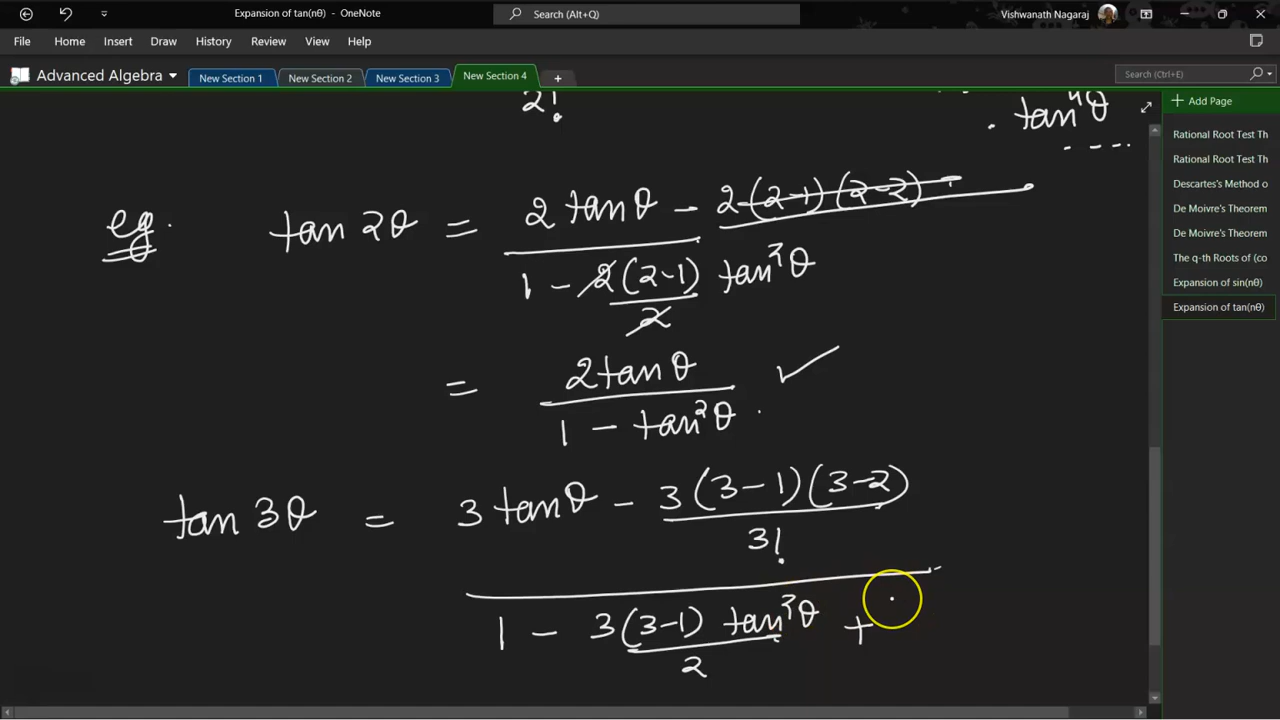 Expansion of tan(nθ) - OneNote
Search (Alt+Q)
Vishwanath Nagaraj
File Home Insert Draw History Review View Help
Advanced Algebra
New Section 1 New Section 2 New Section 3 New Section 4 +
Search (Ctrl+E)
+ Add Page
Rational Root Test Th
Rational Root Test Th
Descartes's Method o
De Moivre's Theorem
De Moivre's Theorem
The q-th Roots of (co
Expansion of sin(nθ)
Expansion of tan(nθ)
2!
. tan⁴θ
....
eg. tan 2θ = 2 tanθ - 2(2-1)(2-2)
1 - 2(2-1) tan²θ
2
= 2tanθ ✓
1 - tan²θ .
tan 3θ = 3 tanθ - 3(3-1)(3-2)
3!
1 - 3(3-1) tan²θ +
2